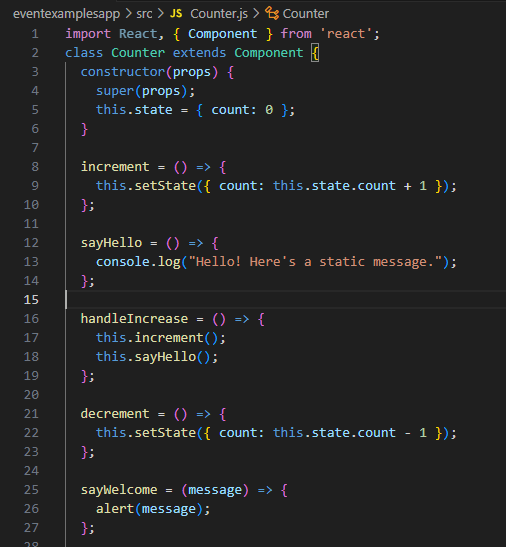 eventexamplesapp > src > JS Counter.js > Counter
1 import React, { Component } from 'react';
2 class Counter extends Component {
3 constructor(props) {
4 super(props);
5 this.state = { count: 0 };
6 }
7
8 increment = () => {
9 this.setState({ count: this.state.count + 1 });
10 };
11
12 sayHello = () => {
13 console.log("Hello! Here's a static message.");
14 };
15
16 handleIncrease = () => {
17 this.increment();
18 this.sayHello();
19 };
20
21 decrement = () => {
22 this.setState({ count: this.state.count - 1 });
23 };
24
25 sayWelcome = (message) => {
26 alert(message);
27 };
28